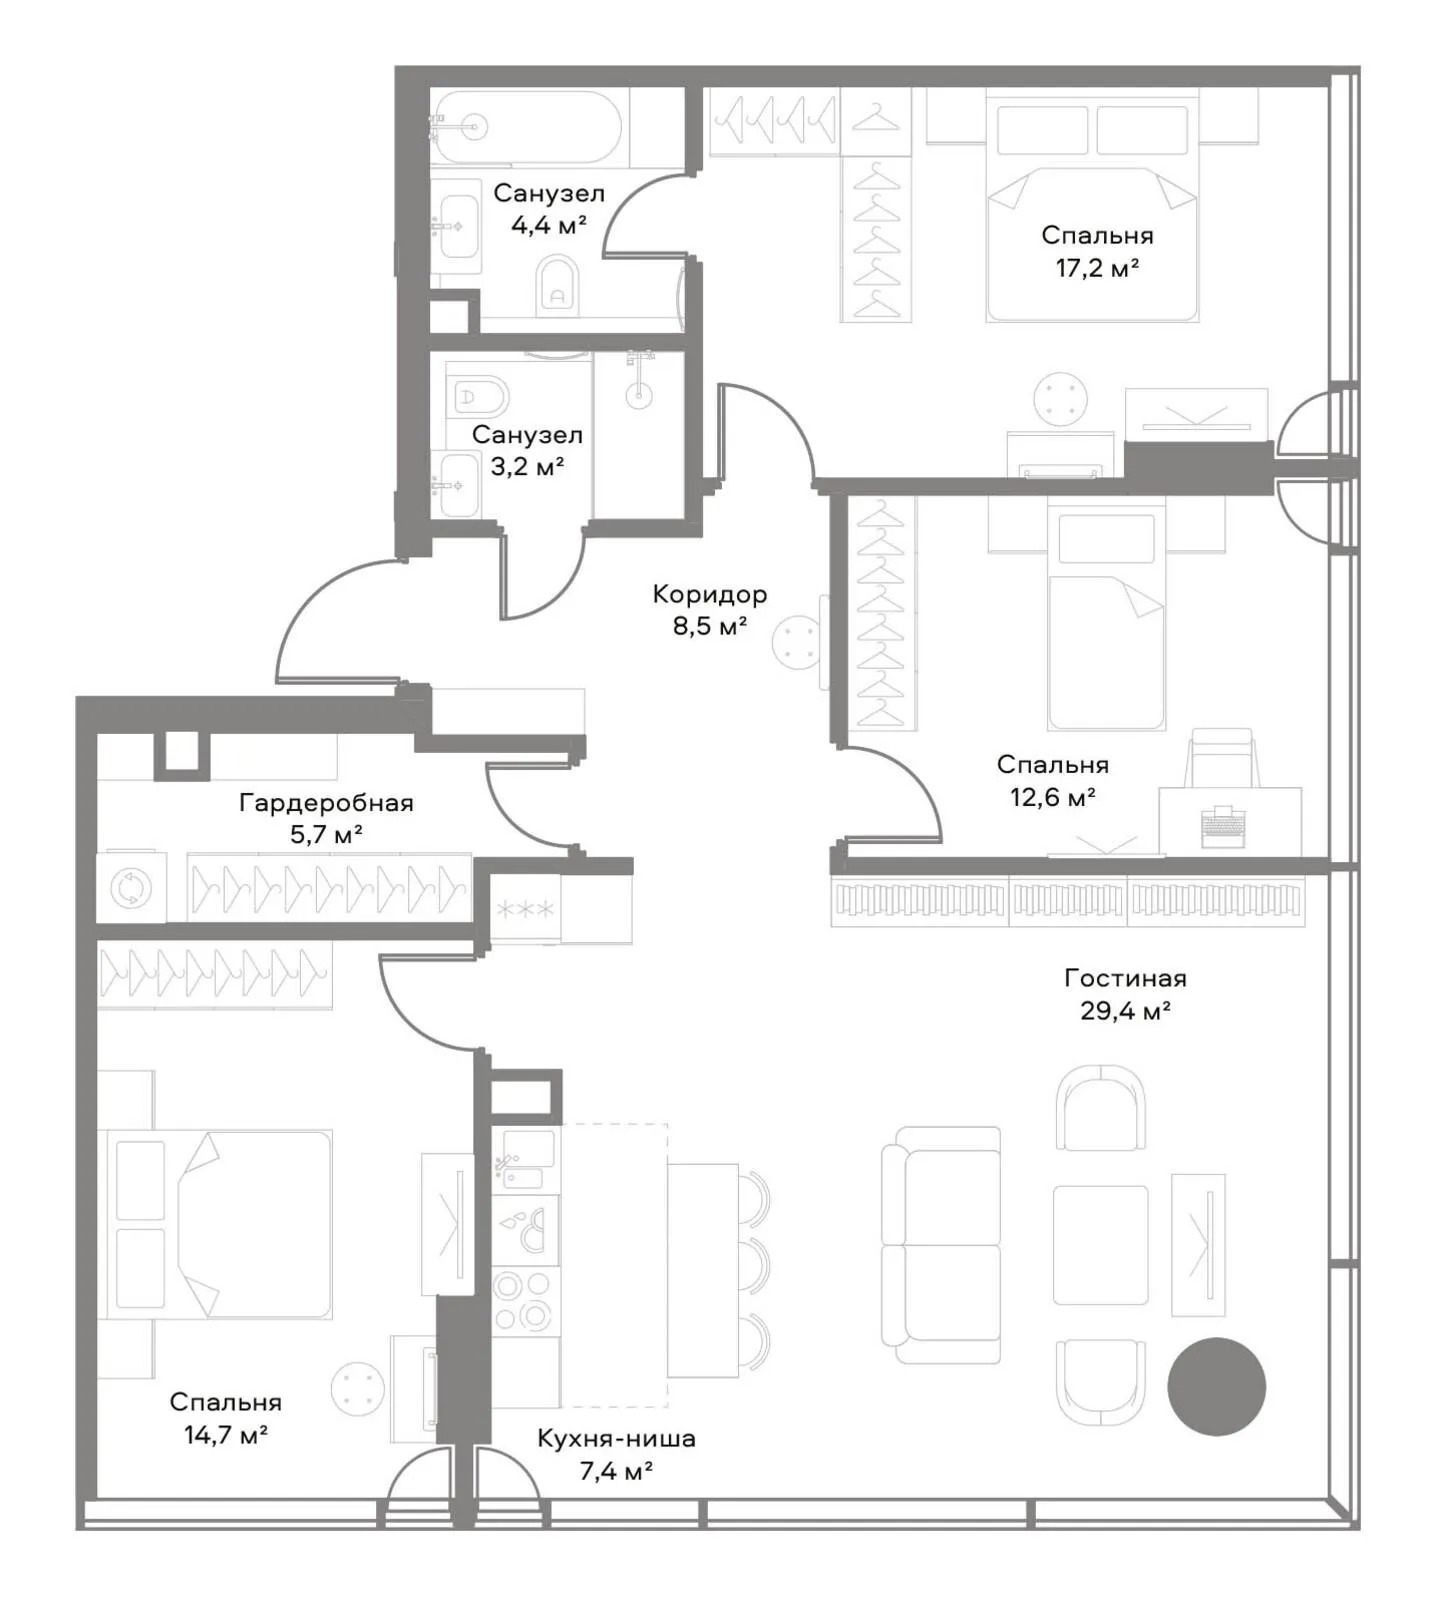 Санузел
4,4 м²
Спальня
17,2 м²
Санузел
3,2 м²
Коридор
8,5 м²
Спальня
12,6 м²
Гардеробная
5,7 м²
Гостиная
29,4 м²
Спальня
14,7 м²
Кухня-ниша
7,4 м²